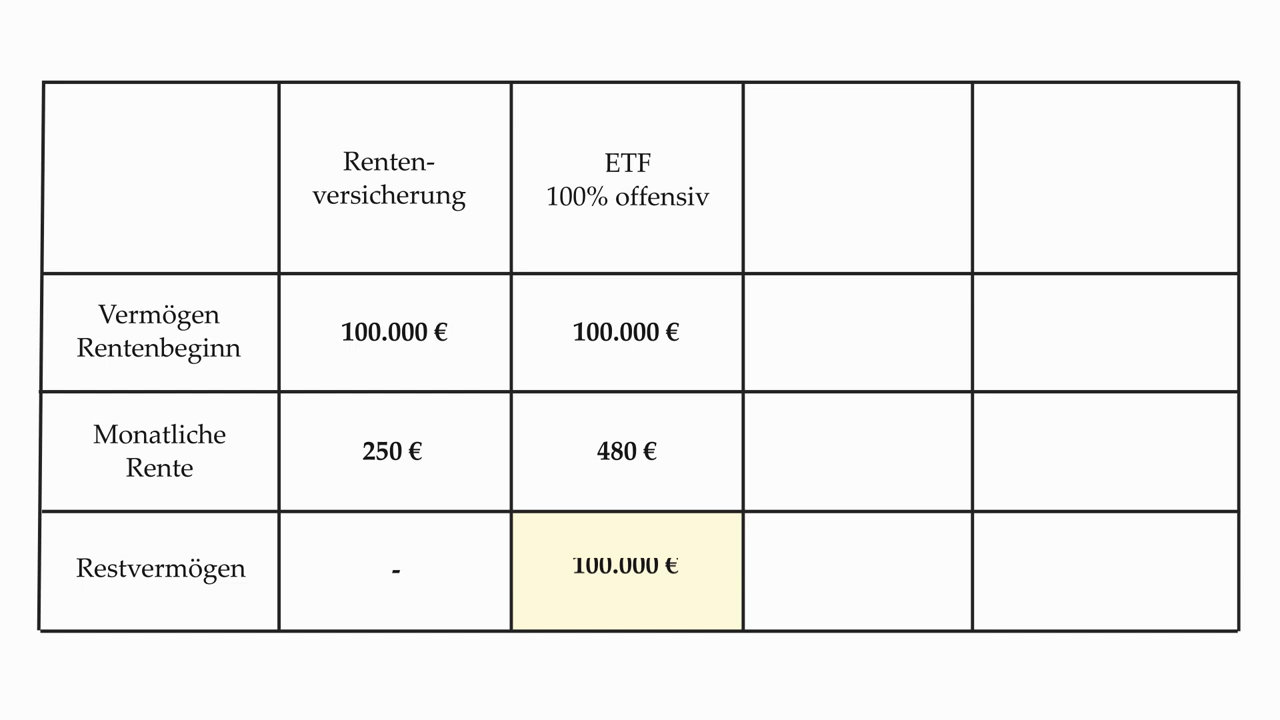 Renten-
versicherung
ETF
100% offensiv
Vermögen
Rentenbeginn
100.000 €
100.000 €
Monatliche
Rente
250 €
480 €
Restvermögen
-
100.000 €